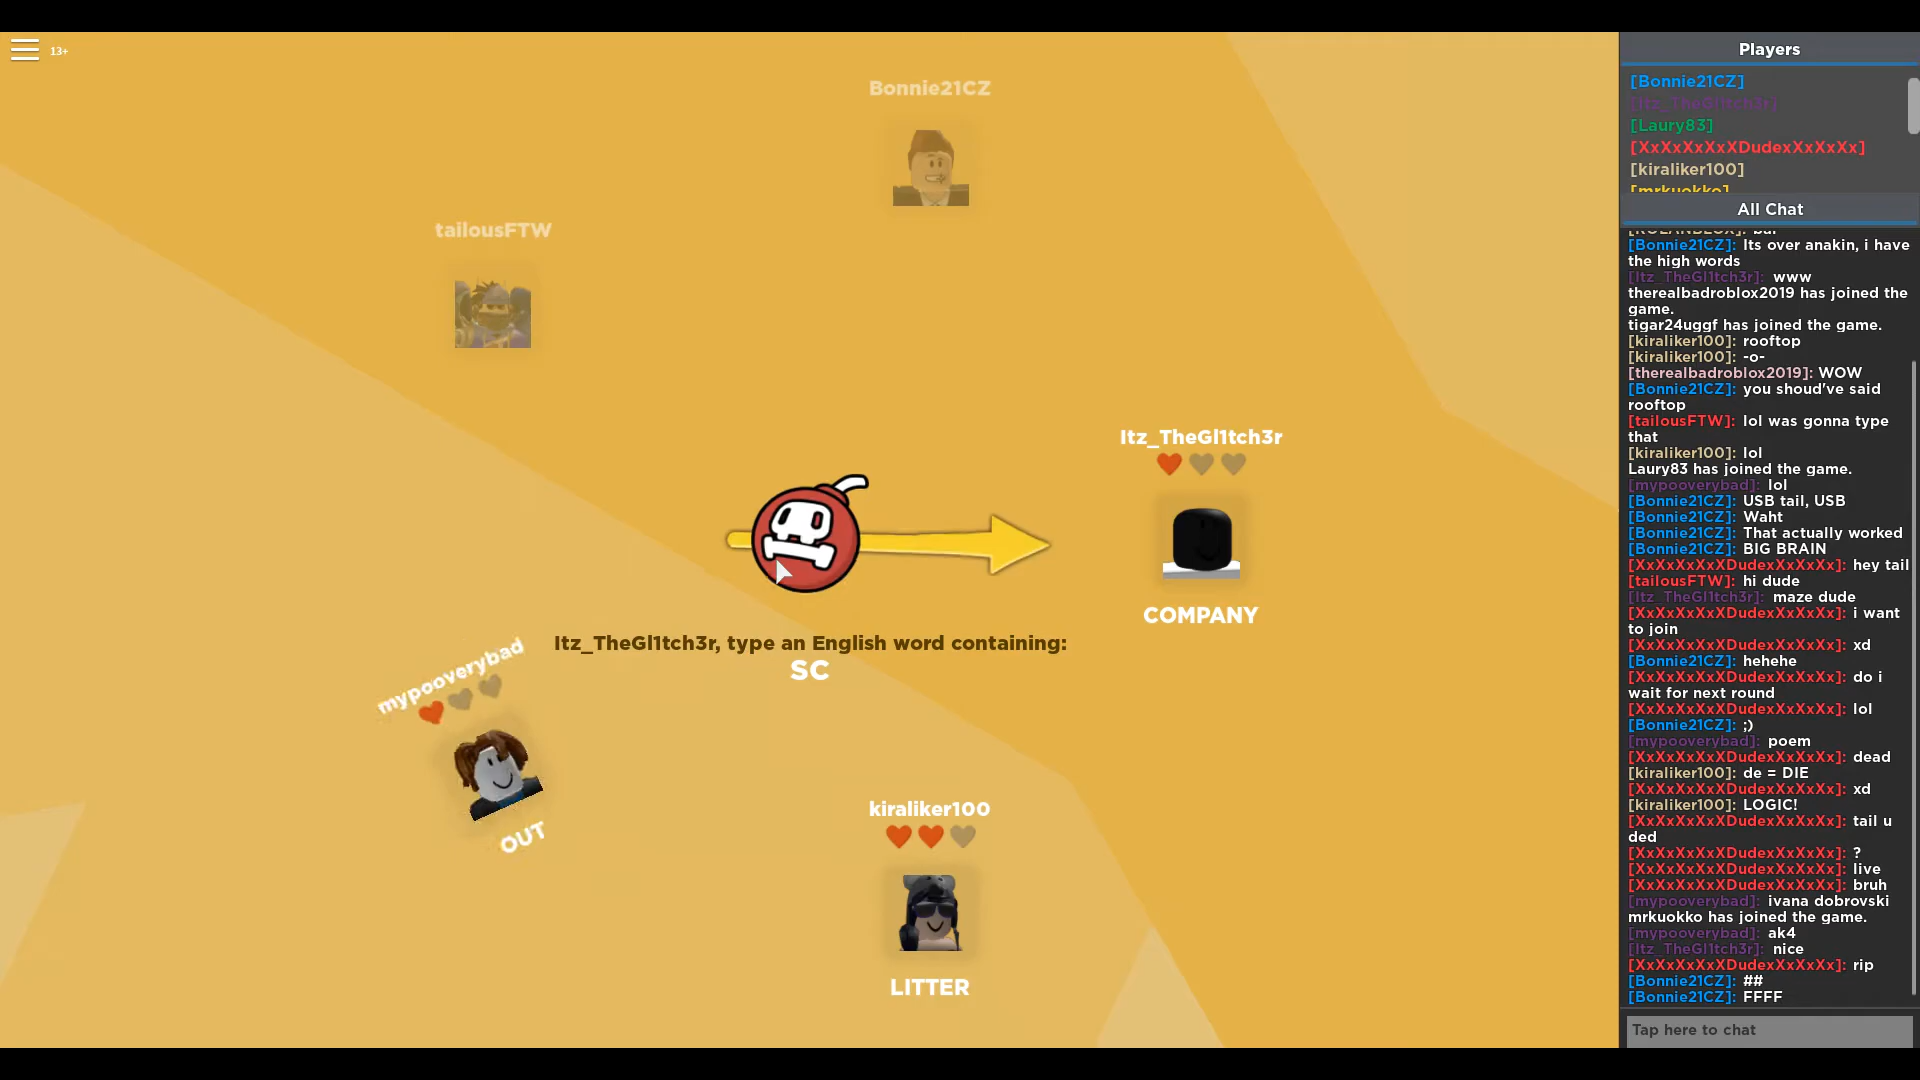 13+
Bonnie21CZ
tailousFTW
Itz_TheGl1tch3r
COMPANY
Itz_TheGl1tch3r, type an English word containing:
SC
mypooverybad
OUT
kiraliker100
LITTER
Players
[Bonnie21CZ]
[Itz_TheGl1tch3r]
[Laury83]
[XxXxXxXxXDudexXxXxXx]
[kiraliker100]
[mrkuokko]
All Chat
[Bonnie21CZ]: Its over anakin, i have
the high words
[Itz_TheGl1tch3r]: www
therealbadroblox2019 has joined the
game.
tigar24uggf has joined the game.
[kiraliker100]: rooftop
[kiraliker100]: -o-
[therealbadroblox2019]: WOW
[Bonnie21CZ]: you shoud've said
rooftop
[tailousFTW]: lol was gonna type
that
[kiraliker100]: lol
Laury83 has joined the game.
[mypooverybad]: lol
[Bonnie21CZ]: USB tail, USB
[Bonnie21CZ]: Waht
[Bonnie21CZ]: That actually worked
[Bonnie21CZ]: BIG BRAIN
[XxXxXxXxXDudexXxXxXx]: hey tail
[tailousFTW]: hi dude
[Itz_TheGl1tch3r]: maze dude
[XxXxXxXxXDudexXxXxXx]: i want
to join
[XxXxXxXxXDudexXxXxXx]: xd
[Bonnie21CZ]: hehehe
[XxXxXxXxXDudexXxXxXx]: do i
wait for next round
[XxXxXxXxXDudexXxXxXx]: lol
[Bonnie21CZ]: ;)
[mypooverybad]: poem
[XxXxXxXxXDudexXxXxXx]: dead
[kiraliker100]: de = DIE
[XxXxXxXxXDudexXxXxXx]: xd
[kiraliker100]: LOGIC!
[XxXxXxXxXDudexXxXxXx]: tail u
ded
[XxXxXxXxXDudexXxXxXx]: ?
[XxXxXxXxXDudexXxXxXx]: live
[XxXxXxXxXDudexXxXxXx]: bruh
[mypooverybad]: ivana dobrovski
mrkuokko has joined the game.
[mypooverybad]: ak4
[Itz_TheGl1tch3r]: nice
[XxXxXxXxXDudexXxXxXx]: rip
[Bonnie21CZ]: ##
[Bonnie21CZ]: FFFF
Tap here to chat